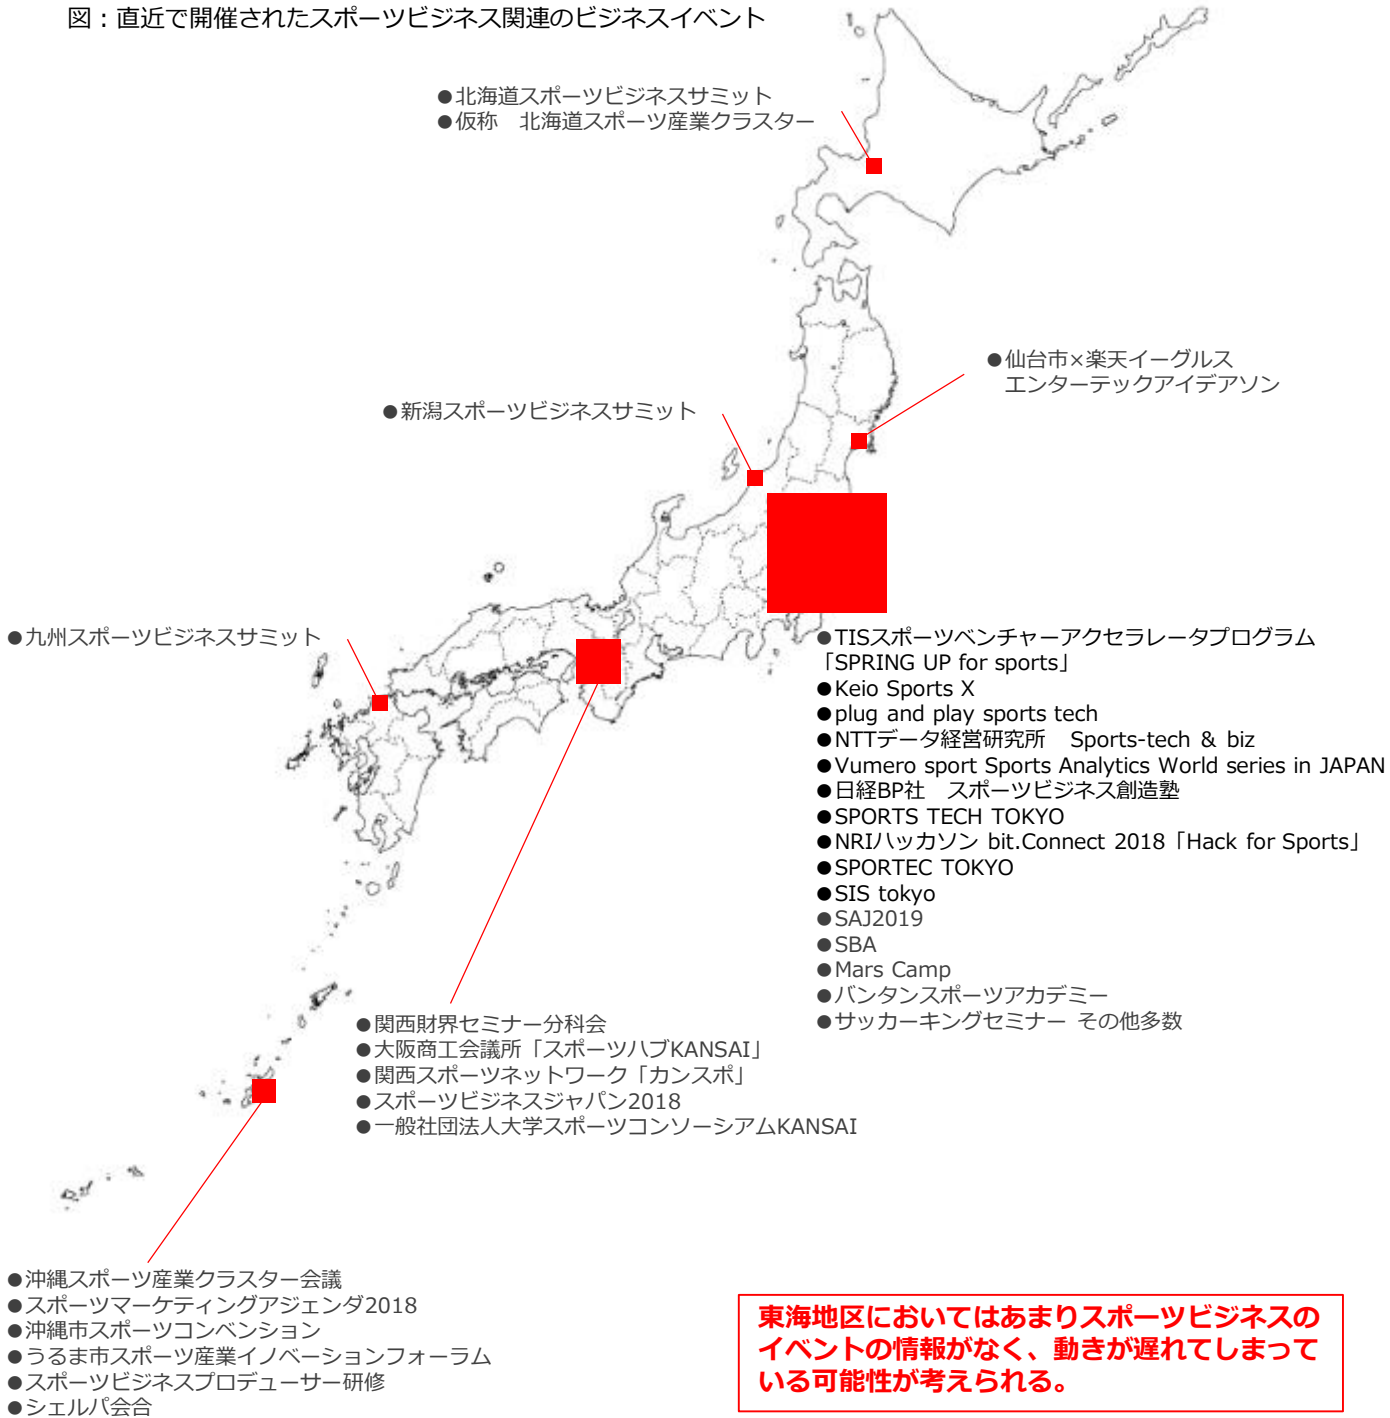 図：直近で開催されたスポーツビジネス関連のビジネスイベント
●北海道スポーツビジネスサミット
●仮称　北海道スポーツ産業クラスター
●仙台市×楽天イーグルス
エンターテックアイデアソン
●新潟スポーツビジネスサミット
●九州スポーツビジネスサミット
●TISスポーツベンチャーアクセラレータプログラム
「SPRING UP for sports」
●Keio Sports X
●plug and play sports tech
●NTTデータ経営研究所　Sports-tech & biz
●Vumero sport Sports Analytics World series in JAPAN
●日経BP社　スポーツビジネス創造塾
●SPORTS TECH TOKYO
●NRIハッカソン bit.Connect 2018「Hack for Sports」
●SPORTEC TOKYO
●SIS tokyo
●SAJ2019
●SBA
●Mars Camp
●バンタンスポーツアカデミー
●サッカーキングセミナー その他多数
●関西財界セミナー分科会
●大阪商工会議所「スポーツハブKANSAI」
●関西スポーツネットワーク「カンスポ」
●スポーツビジネスジャパン2018
●一般社団法人大学スポーツコンソーシアムKANSAI
●沖縄スポーツ産業クラスター会議
●スポーツマーケティングアジェンダ2018
●沖縄市スポーツコンベンション
●うるま市スポーツ産業イノベーションフォーラム
●スポーツビジネスプロデューサー研修
●シェルパ会合
東海地区においてはあまりスポーツビジネスの
イベントの情報がなく、動きが遅れてしまって
いる可能性が考えられる。